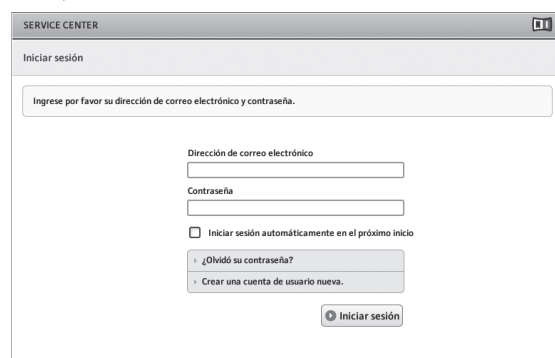 SERVICE CENTER
Iniciar sesión
Ingrese por favor su dirección de correo electrónico y contraseña.
Dirección de correo electrónico
Contraseña
Iniciar sesión automáticamente en el próximo inicio
¿Olvidó su contraseña?
Crear una cuenta de usuario nueva.
Iniciar sesión